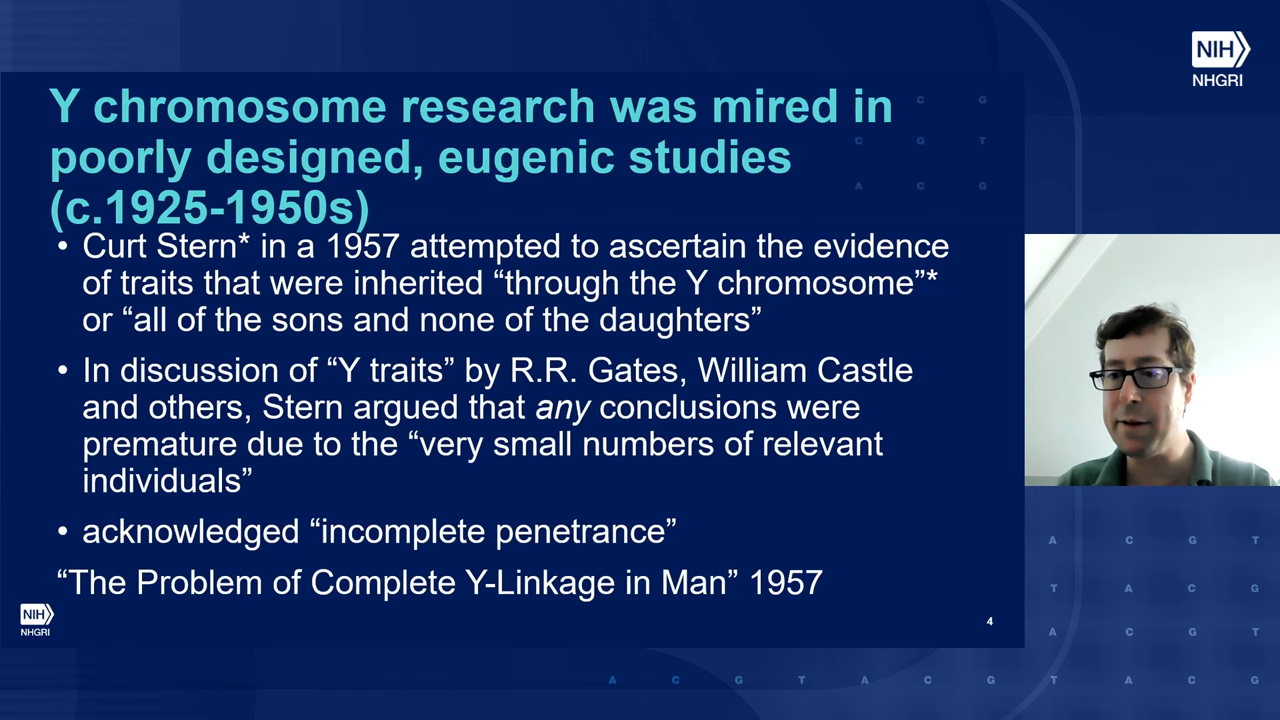 NIH
NHGRI
Y chromosome research was mired in
poorly designed, eugenic studies
(c.1925-1950s)
• Curt Stern* in a 1957 attempted to ascertain the evidence
of traits that were inherited “through the Y chromosome”*
or “all of the sons and none of the daughters”
• In discussion of “Y traits” by R.R. Gates, William Castle
and others, Stern argued that any conclusions were
premature due to the “very small numbers of relevant
individuals”
• acknowledged “incomplete penetrance”
“The Problem of Complete Y-Linkage in Man” 1957
NIH
NHGRI
4
C G
C G T
A C G
A C G T
T A C G
A C G T
A C G T A C G T A C G